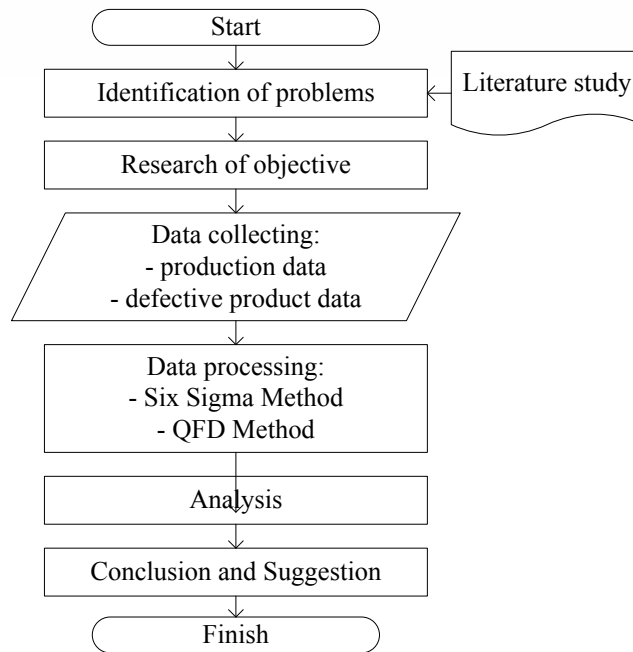 Start
Identification of problems
Literature study
Research of objective
Data collecting:
- production data
- defective product data
Data processing:
- Six Sigma Method
- QFD Method
Analysis
Conclusion and Suggestion
Finish